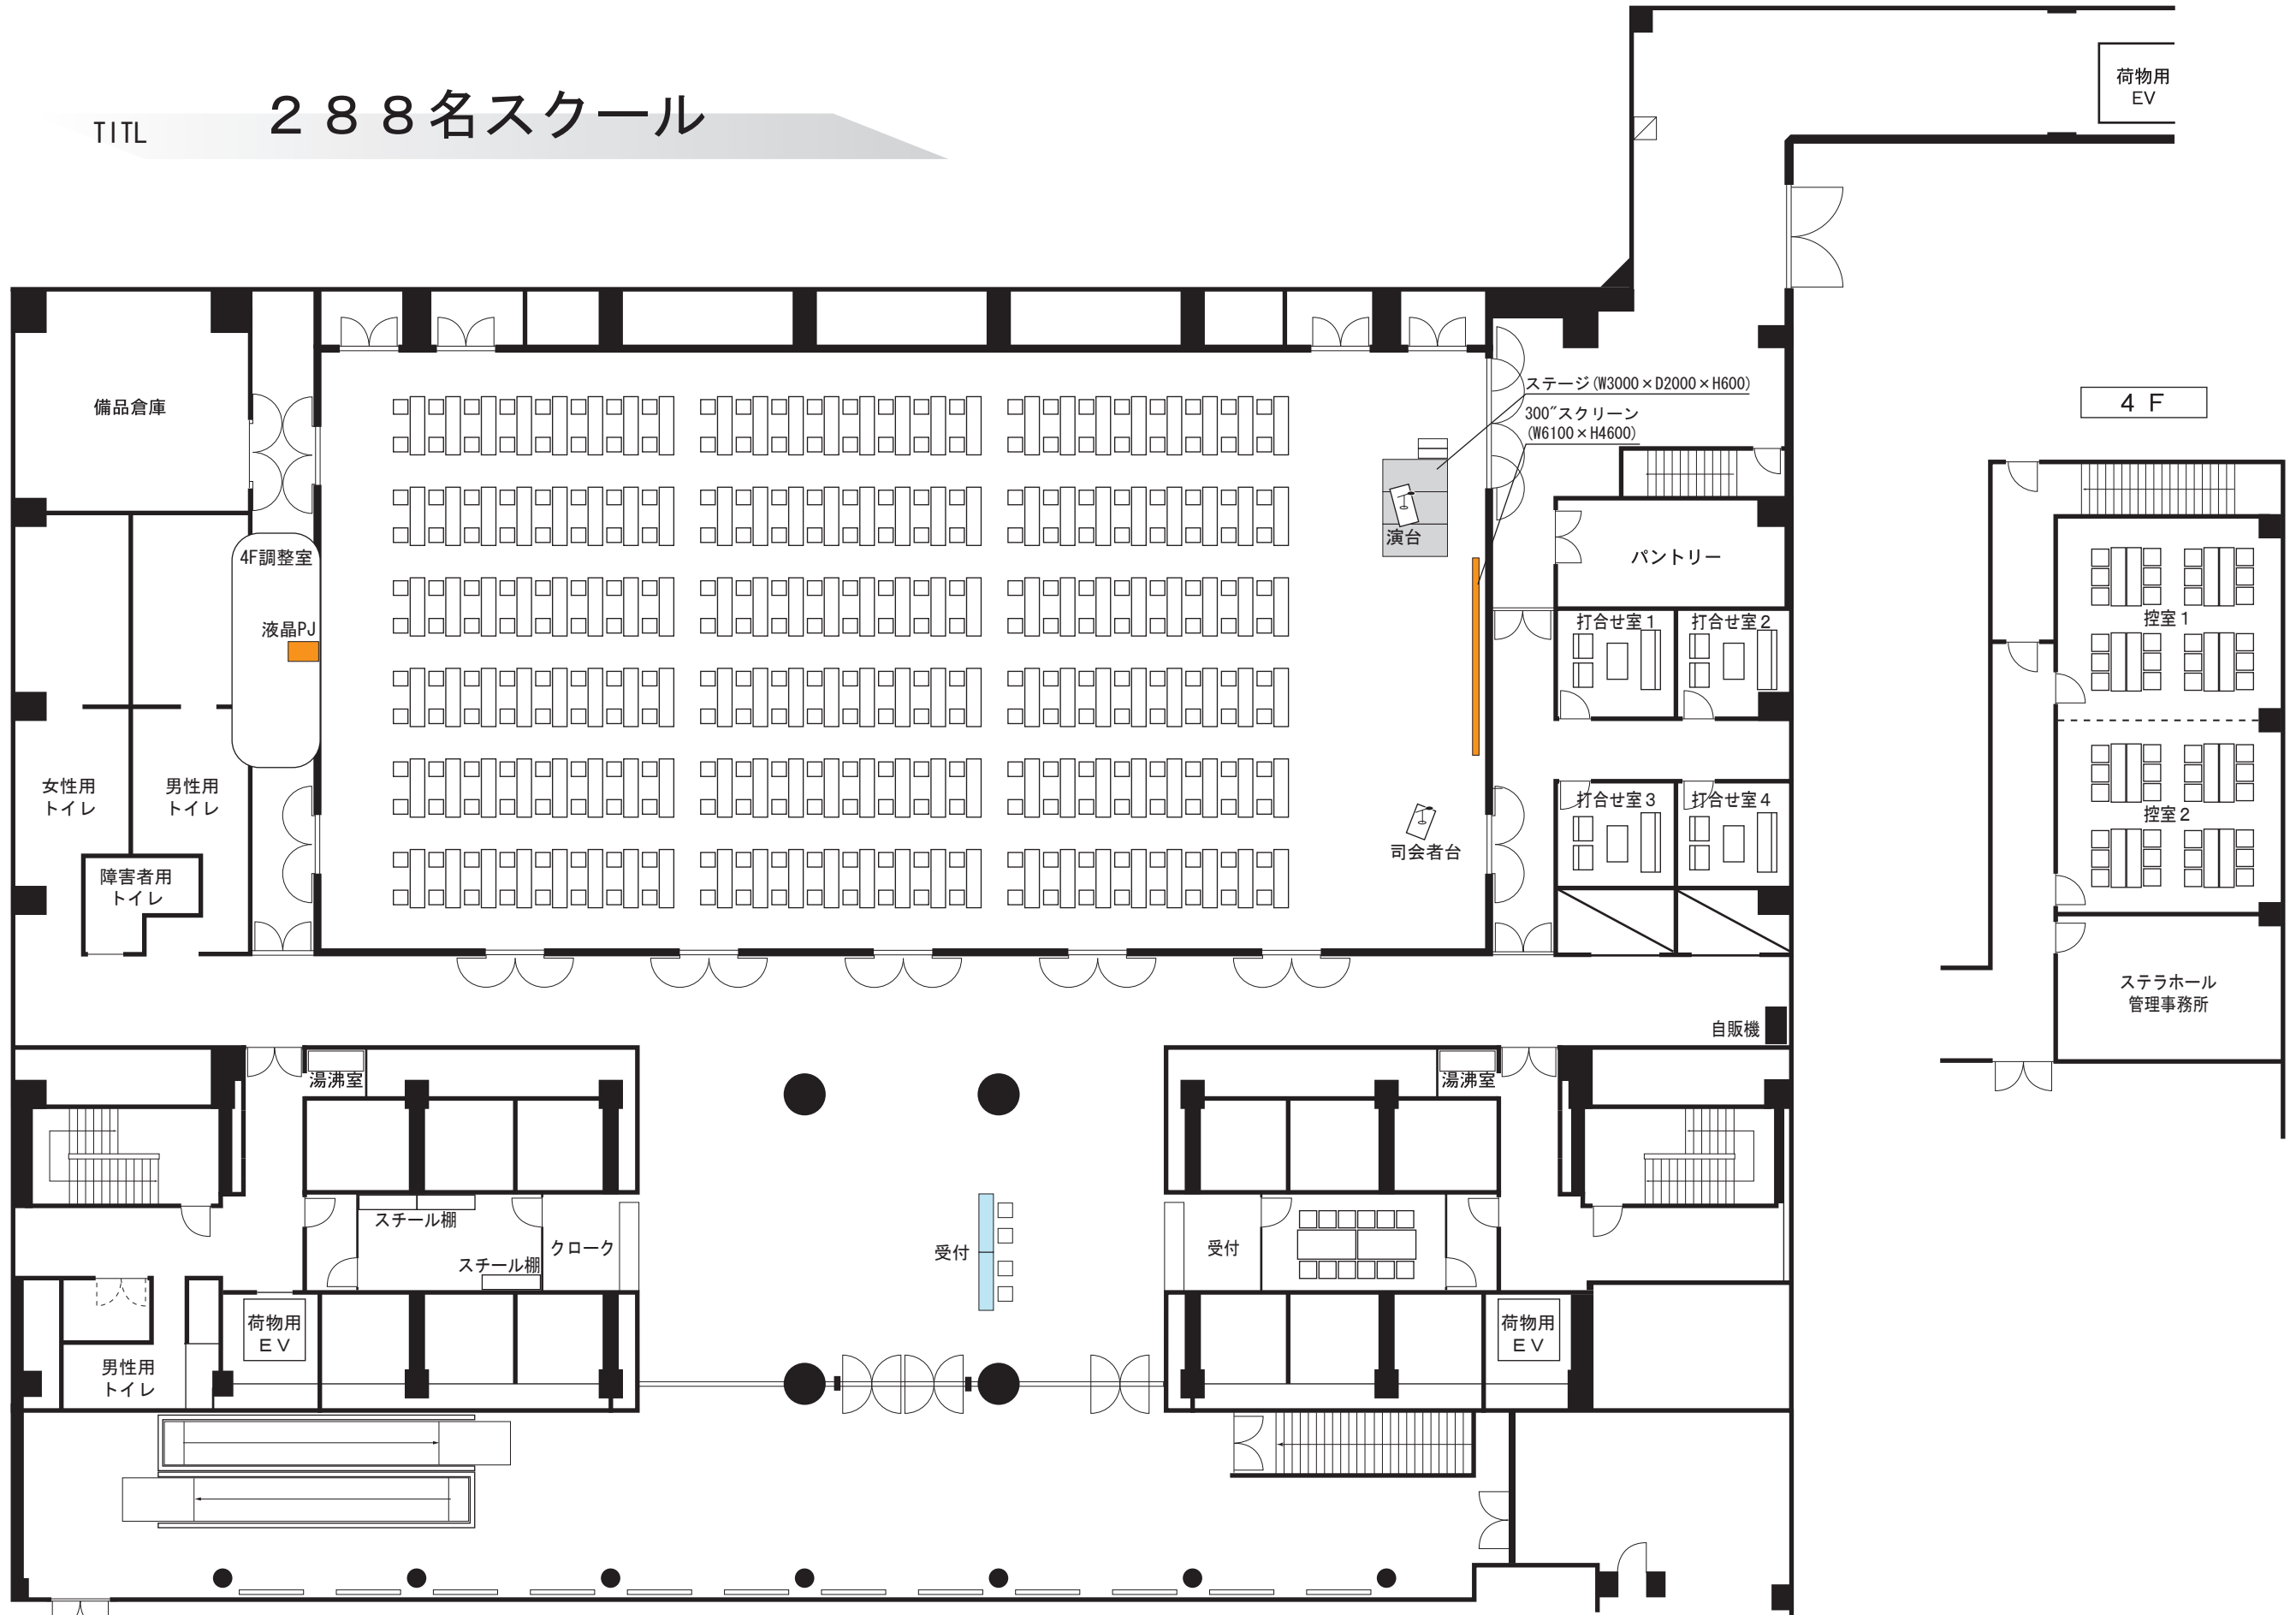 TITL
２８８名スクール
荷物用
EV
備品倉庫
ステージ(W3000×D2000×H600)
300"スクリーン
(W6100×H4600)
４ Ｆ
演台
4F調整室
液晶PJ
パントリー
打合せ室１
打合せ室２
控室１
女性用
トイレ
男性用
トイレ
打合せ室３
打合せ室４
控室２
司会者台
障害者用
トイレ
ステラホール
管理事務所
自販機
湯沸室
湯沸室
スチール棚
スチール棚
クローク
受付
受付
荷物用
ＥＶ
荷物用
ＥＶ
男性用
トイレ